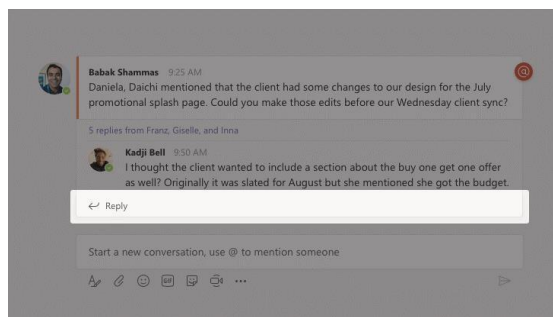 Babak Shammas 9:25 AM
Daniela, Daichi mentioned that the client had some changes to our design for the July
promotional splash page. Could you make those edits before our Wednesday client sync?
5 replies from Franz, Giselle, and Inna
Kadji Bell 9:50 AM
I thought the client wanted to include a section about the buy one get one offer
as well? Originally it was slated for August but she mentioned she got the budget.
Reply
Start a new conversation, use @ to mention someone
GIF